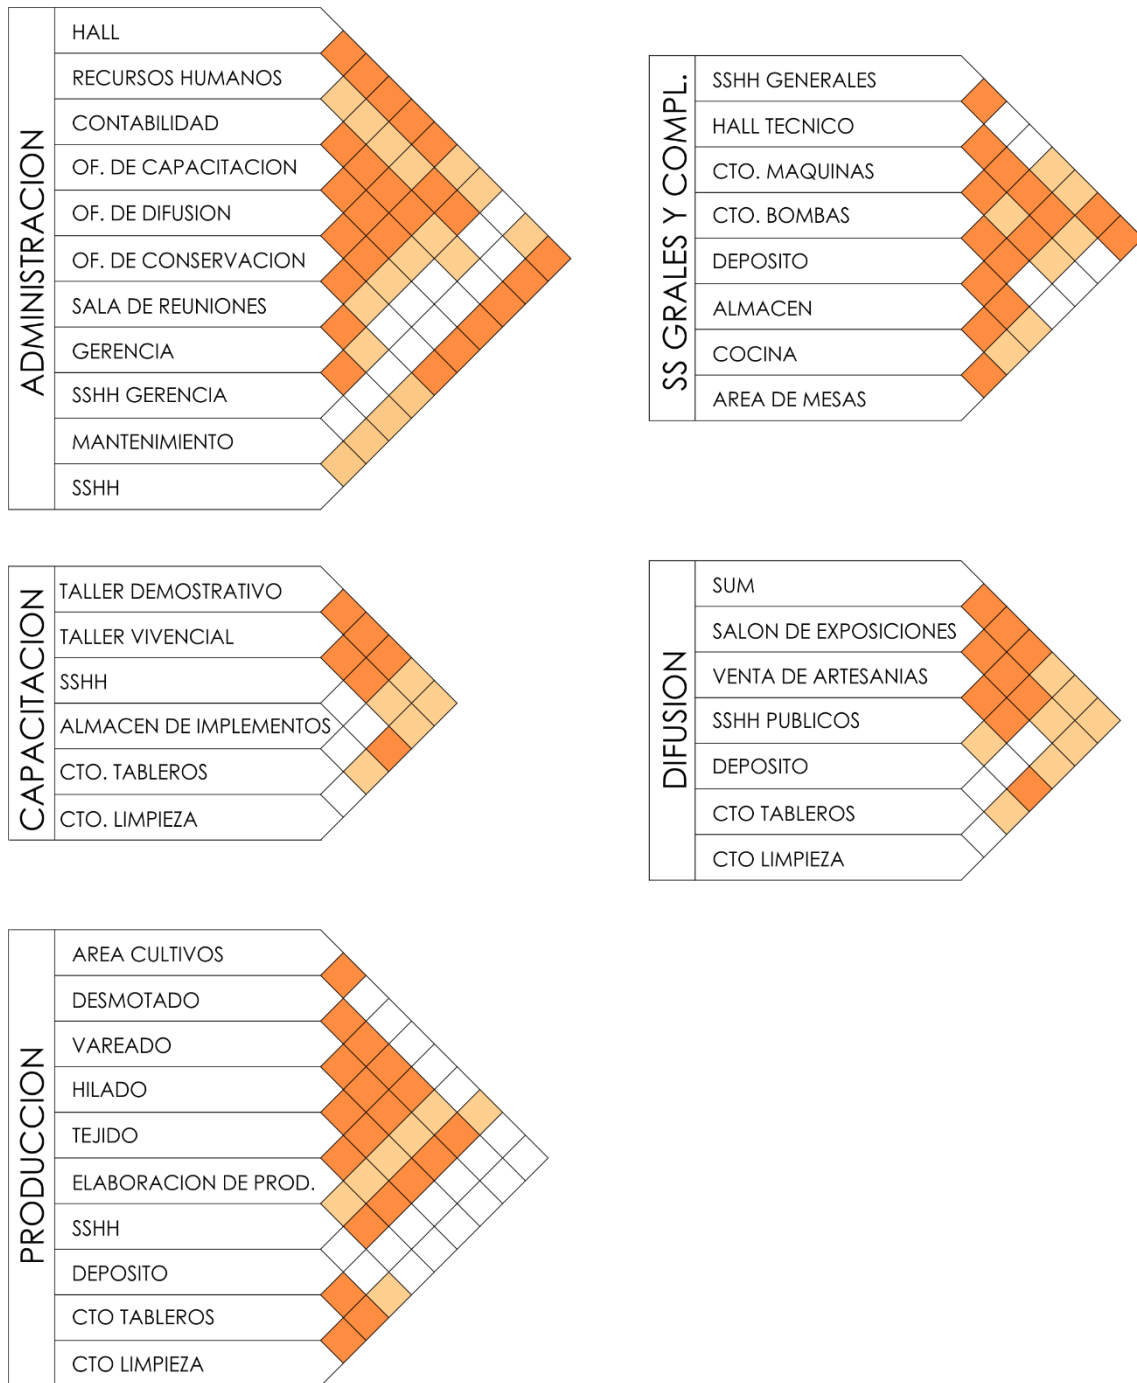 ADMINISTRACION
HALL
RECURSOS HUMANOS
CONTABILIDAD
OF. DE CAPACITACION
OF. DE DIFUSION
OF. DE CONSERVACION
SALA DE REUNIONES
GERENCIA
SSHH GERENCIA
MANTENIMIENTO
SSHH
SS GRALES Y COMPL.
SSHH GENERALES
HALL TECNICO
CTO. MAQUINAS
CTO. BOMBAS
DEPOSITO
ALMACEN
COCINA
AREA DE MESAS
CAPACITACION
TALLER DEMOSTRATIVO
TALLER VIVENCIAL
SSHH
ALMACEN DE IMPLEMENTOS
CTO. TABLEROS
CTO. LIMPIEZA
DIFUSION
SUM
SALON DE EXPOSICIONES
VENTA DE ARTESANIAS
SSHH PUBLICOS
DEPOSITO
CTO TABLEROS
CTO LIMPIEZA
PRODUCCION
AREA CULTIVOS
DESMOTADO
VAREADO
HILADO
TEJIDO
ELABORACION DE PROD.
SSHH
DEPOSITO
CTO TABLEROS
CTO LIMPIEZA